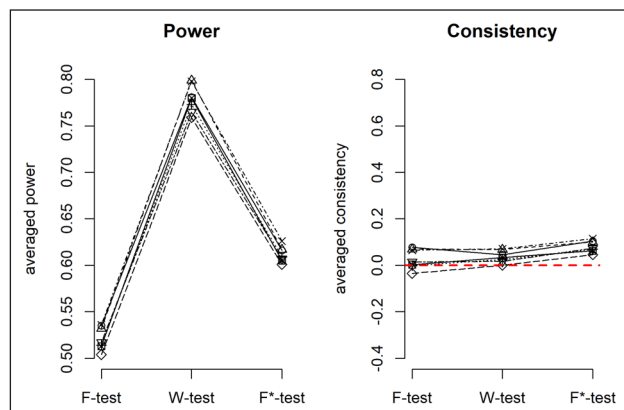 Power
averaged power
0.80
0.75
0.70
0.65
0.60
0.55
0.50
F-test W-test F*-test
Consistency
averaged consistency
0.8
0.6
0.4
0.2
0.0
-0.2
-0.4
F-test W-test F*-test